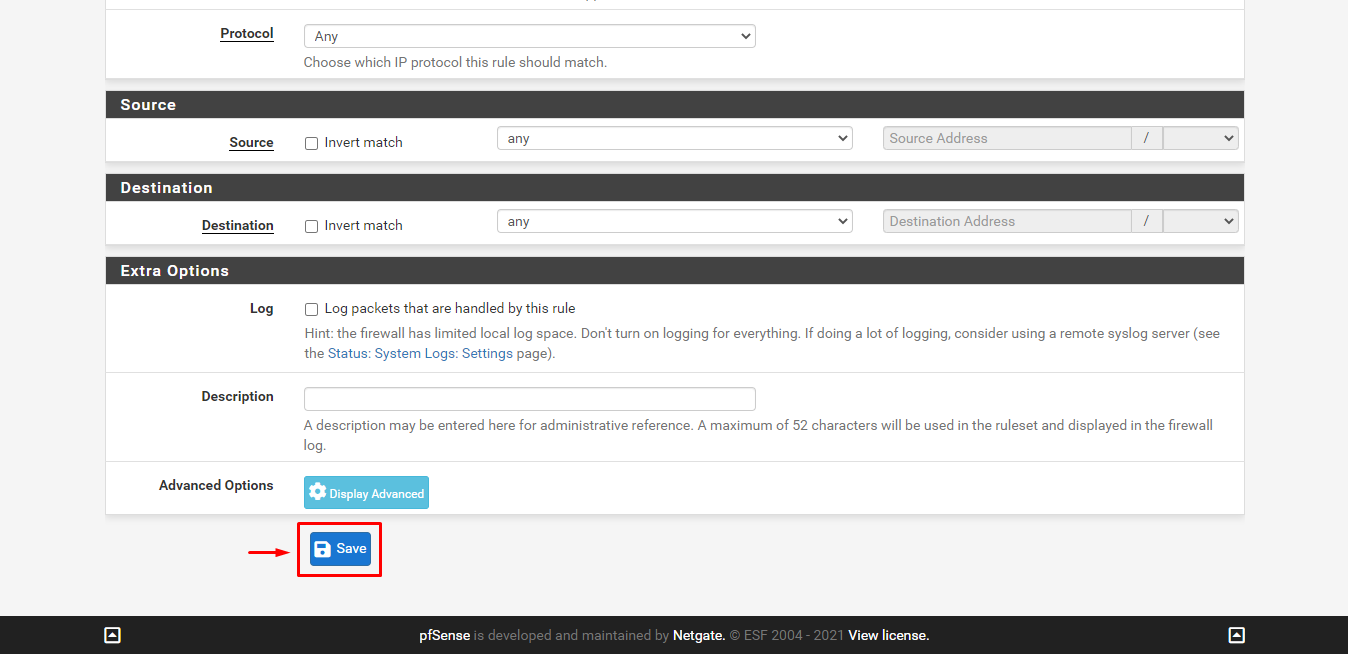 Protocol
Any
Choose which IP protocol this rule should match.
Source
Source
Invert match
any
Source Address
/
Destination
Destination
Invert match
any
Destination Address
/
Extra Options
Log
Log packets that are handled by this rule
Hint: the firewall has limited local log space. Don't turn on logging for everything. If doing a lot of logging, consider using a remote syslog server (see
the Status: System Logs: Settings page).
Description
A description may be entered here for administrative reference. A maximum of 52 characters will be used in the ruleset and displayed in the firewall
log.
Advanced Options
Display Advanced
Save
pfSense is developed and maintained by Netgate. © ESF 2004 - 2021 View license.